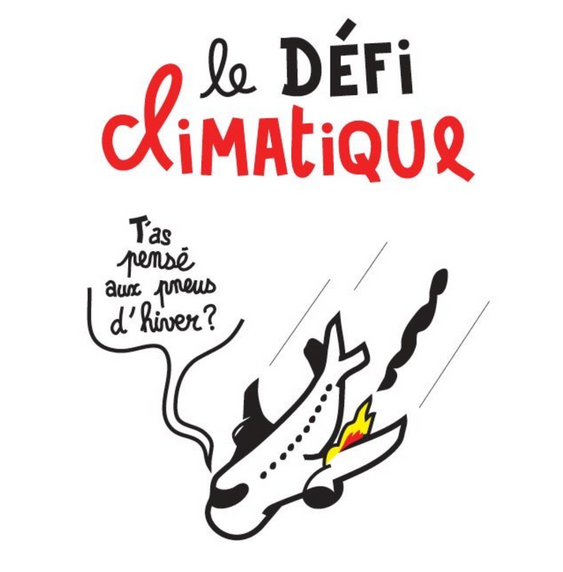 le DÉFi
cliMAtiQUe
T'as
pensé
aux pneus
d'hiver?